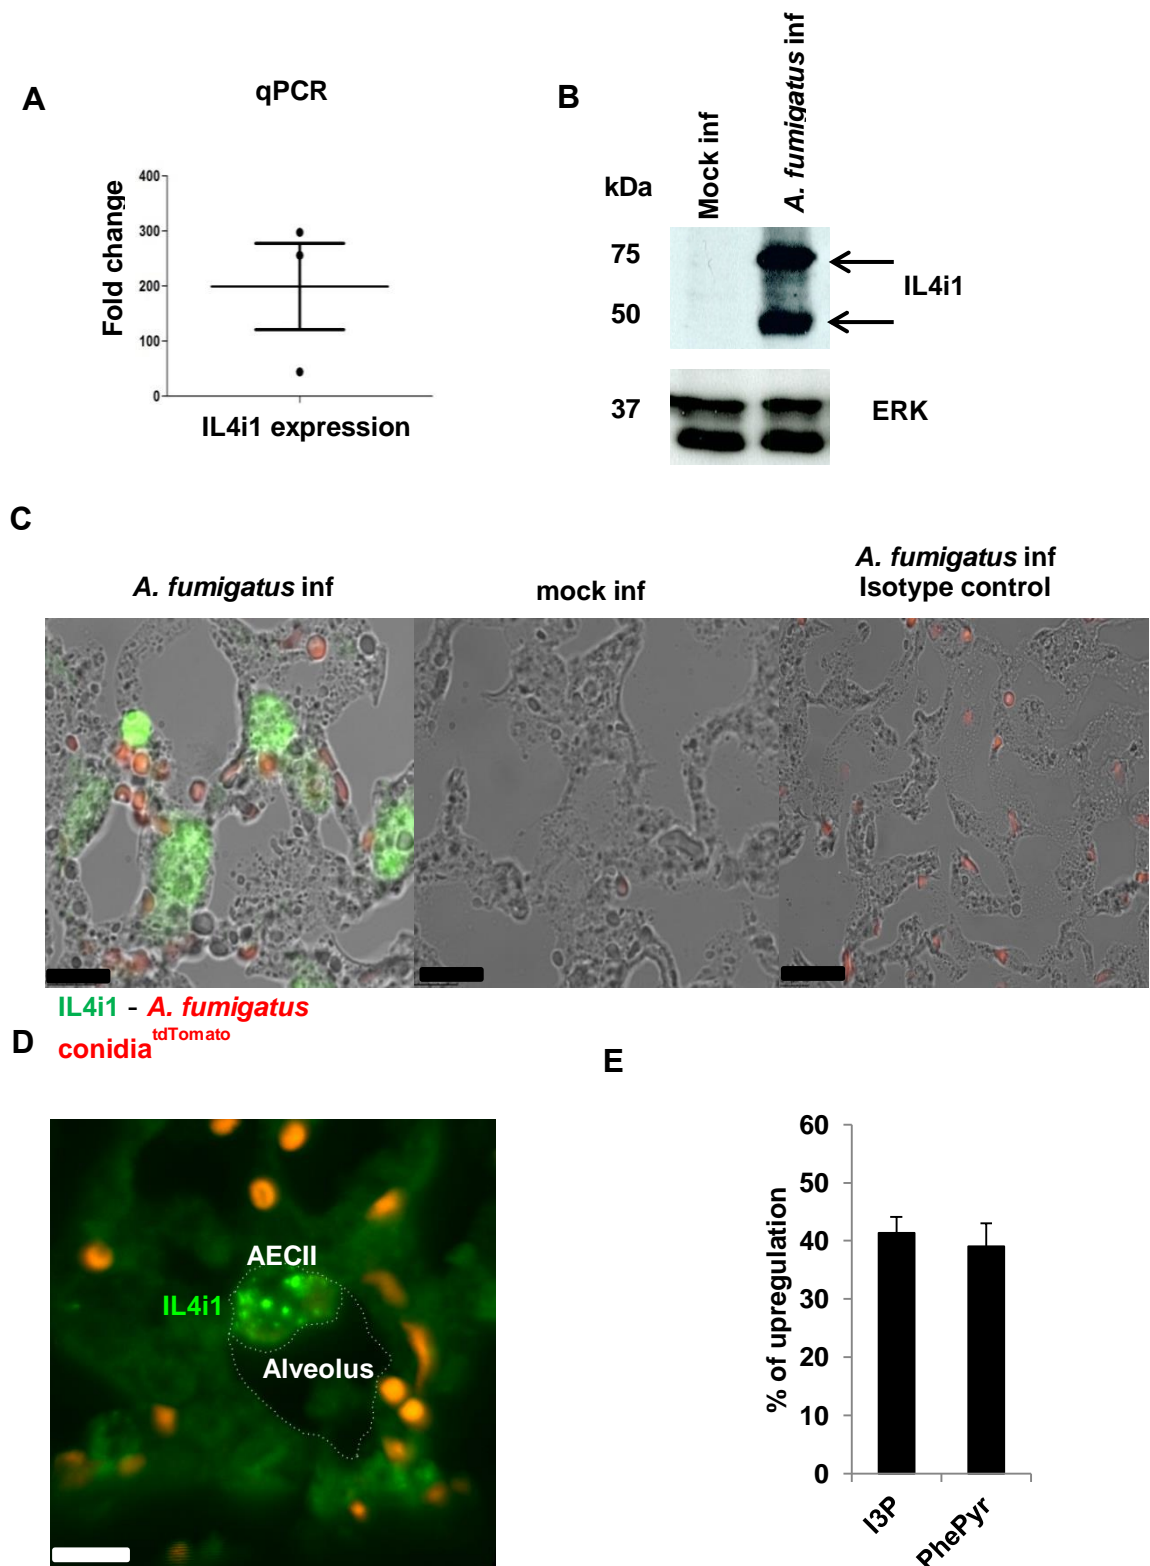 A
qPCR
400
300
200
100
0
Fold change
IL4i1 expression
B
kDa
Mock inf
A. fumigatus inf
75
50
37
IL4i1
ERK
C
A. fumigatus inf
mock inf
A. fumigatus inf
Isotype control
IL4i1 - A. fumigatus
conidia tdTomato
D
AECII
IL4i1
Alveolus
E
60
50
40
30
20
10
0
% of upregulation
I3P
PhePyr